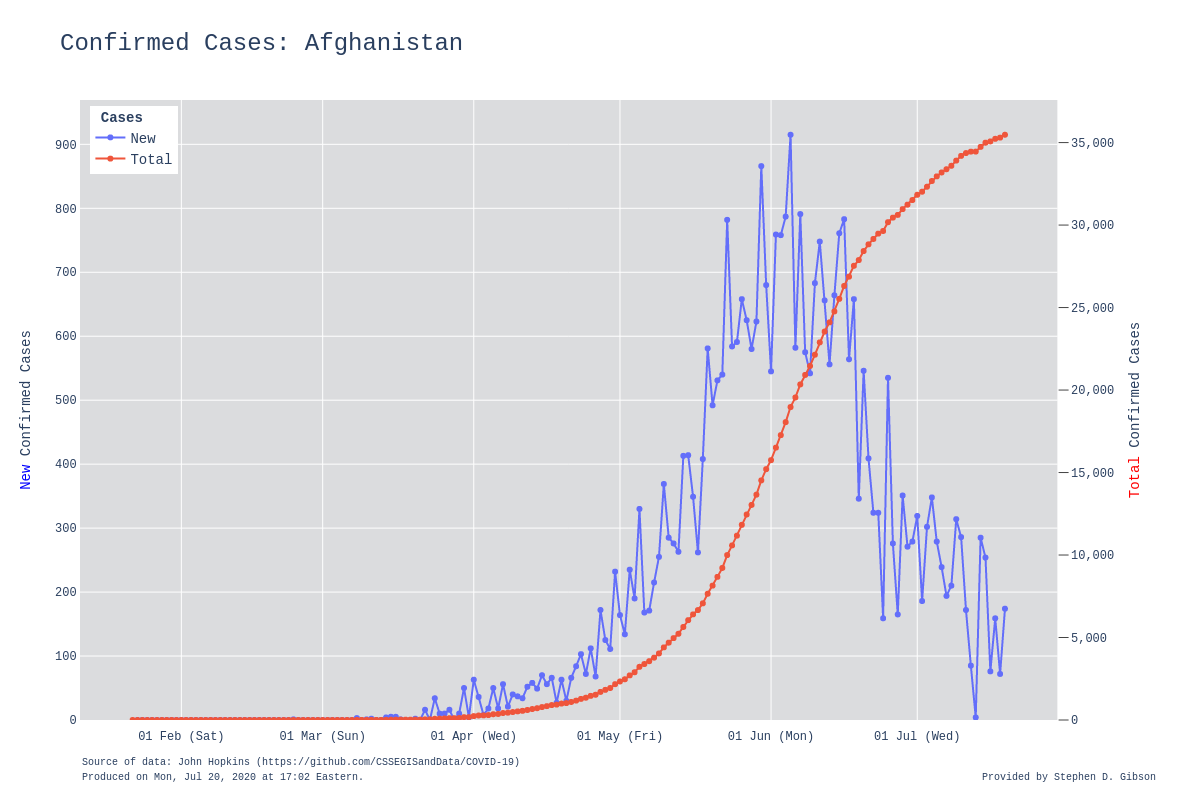 Confirmed Cases: Afghanistan
Cases
New
Total
900
800
700
600
500
400
300
200
100
0
New Confirmed Cases
35,000
30,000
25,000
20,000
15,000
10,000
5,000
0
Total Confirmed Cases
01 Feb (Sat) 01 Mar (Sun) 01 Apr (Wed) 01 May (Fri) 01 Jun (Mon) 01 Jul (Wed)
Source of data: John Hopkins (https://github.com/CSSEGISandData/COVID-19)
Produced on Mon, Jul 20, 2020 at 17:02 Eastern.
Provided by Stephen D. Gibson